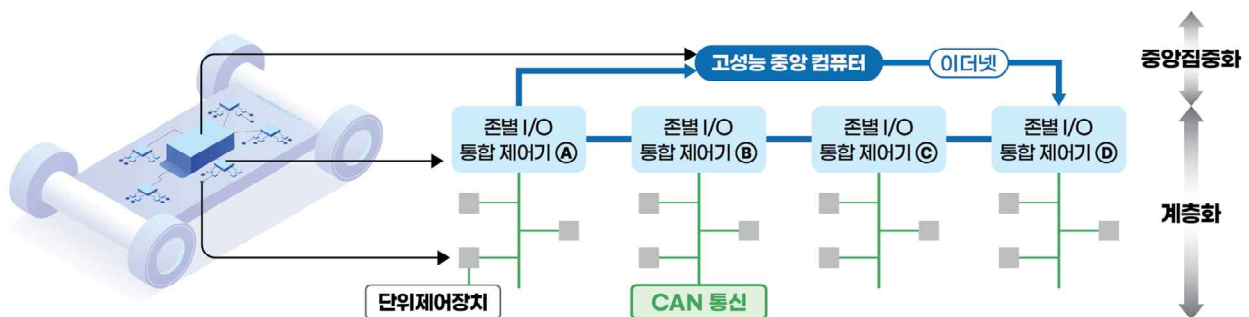 고성능 중앙 컴퓨터
이더넷
중앙집중화
존별 I/O
통합 제어기 Ⓐ
존별 I/O
통합 제어기 Ⓑ
존별 I/O
통합 제어기 Ⓒ
존별 I/O
통합 제어기 Ⓓ
계층화
단위제어장치
CAN 통신